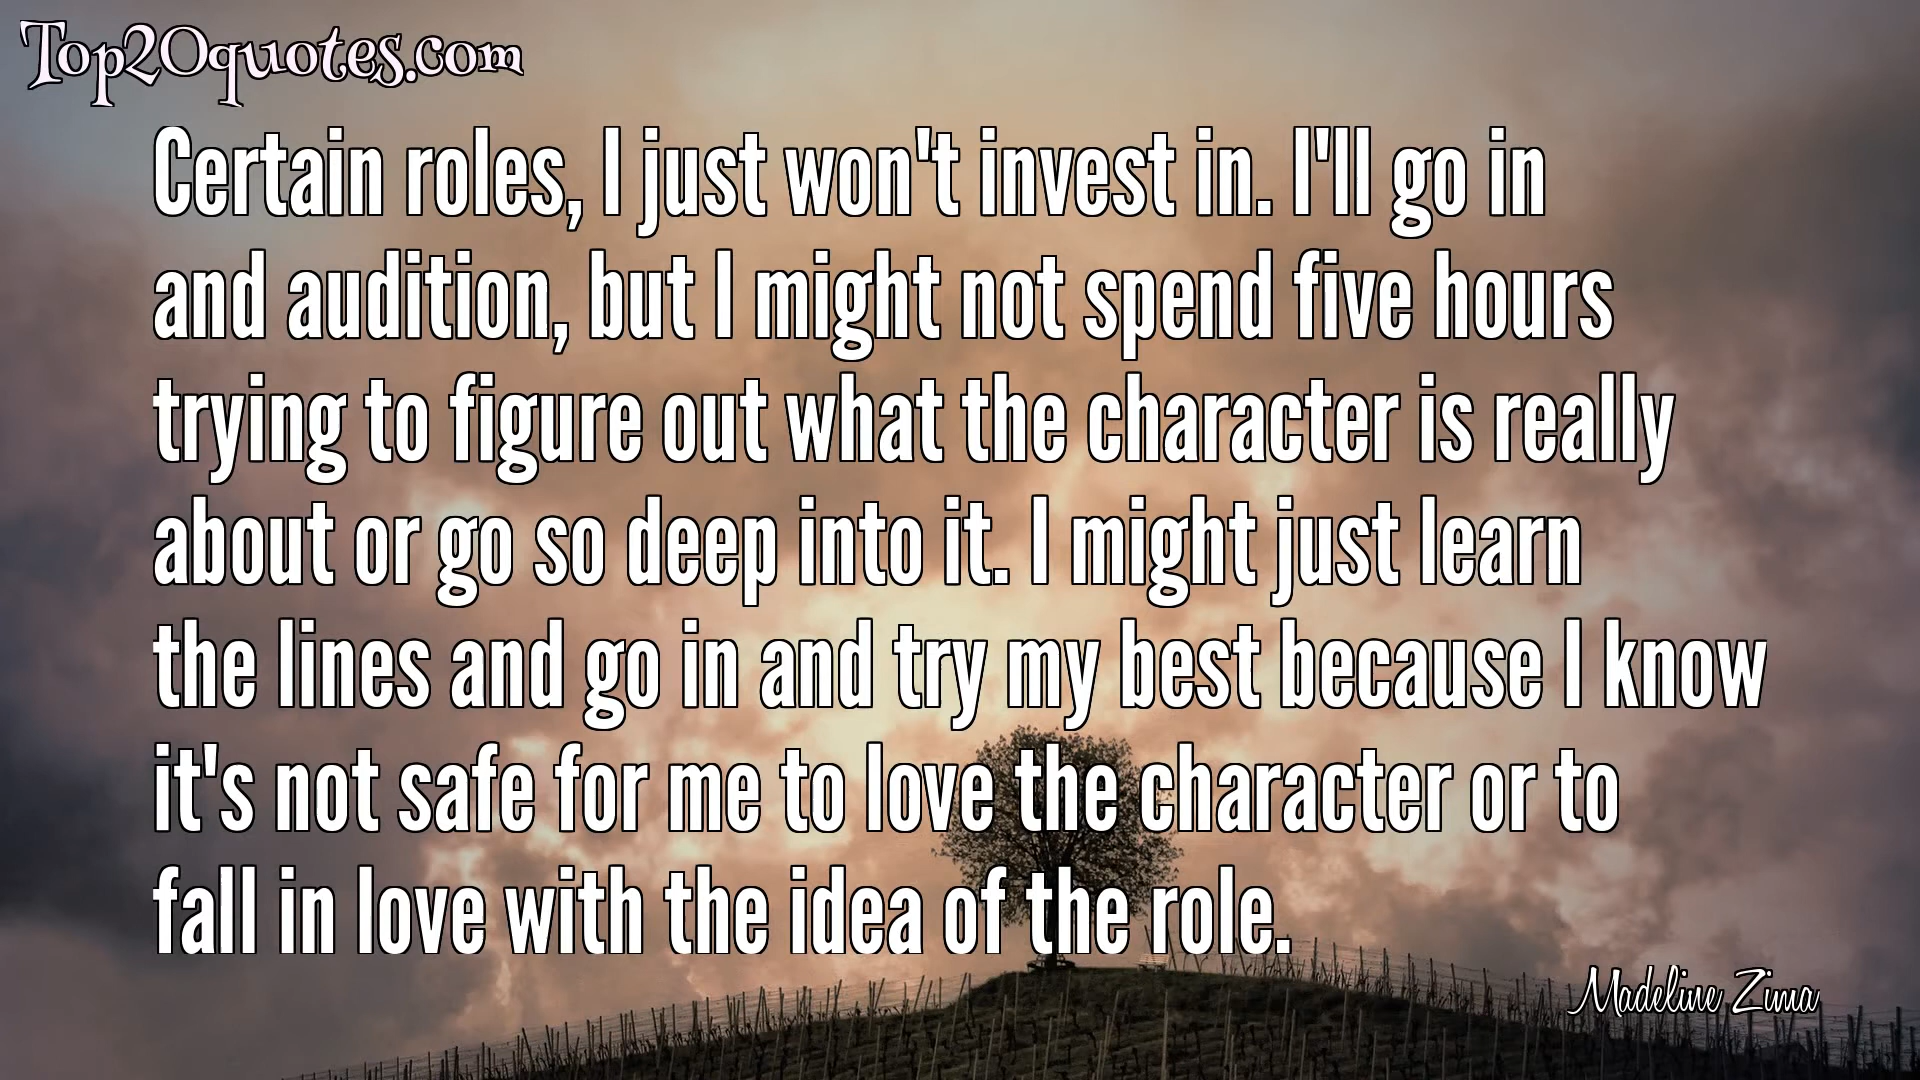 Top20quotes.com
Certain roles, I just won't invest in. I'll go in
and audition, but I might not spend five hours
trying to figure out what the character is really
about or go so deep into it. I might just learn
the lines and go in and try my best because I know
it's not safe for me to love the character or to
fall in love with the idea of the role.
Madeline Zima